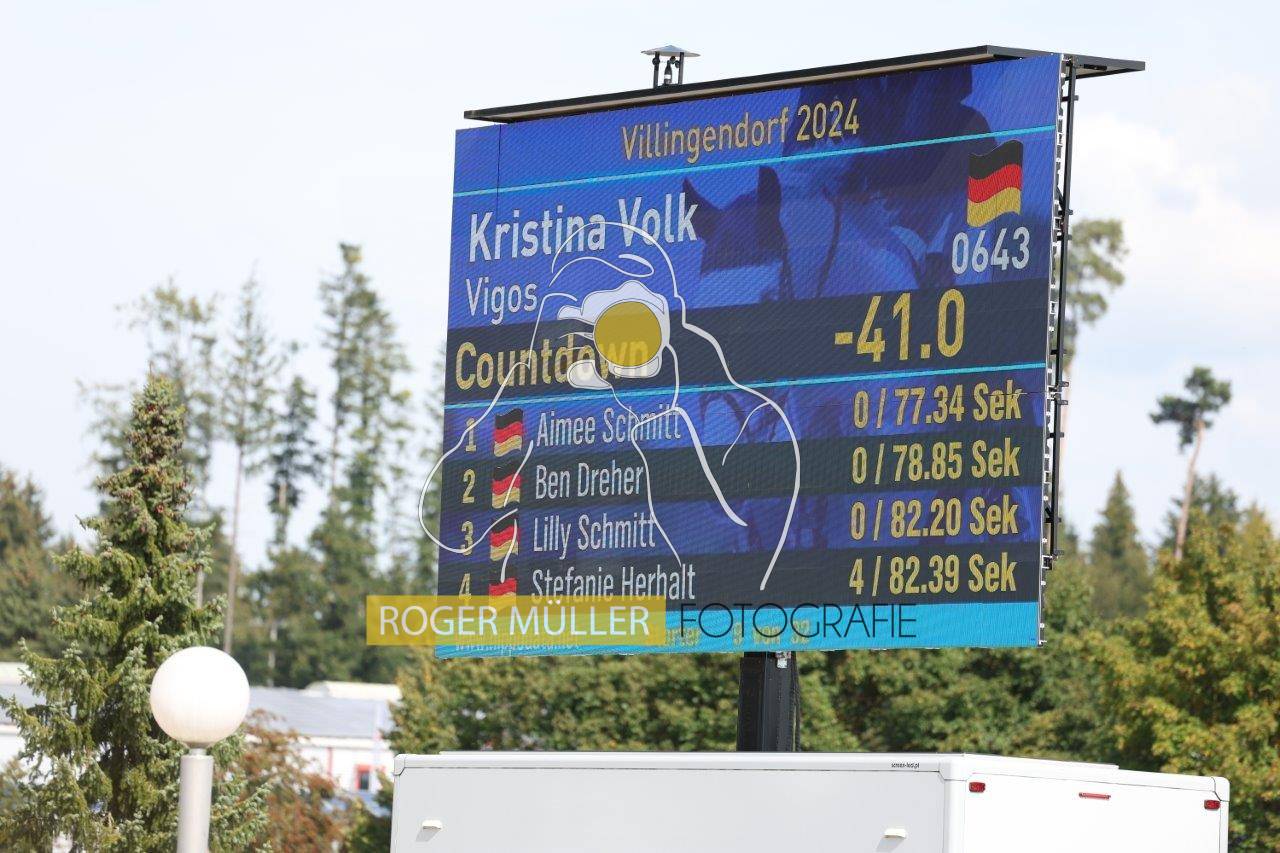 Villingendorf 2024
Kristina Volk
0643
Vigos
Countdown -41.0
1 Aimee Schmitt 0 / 77.34 Sek
2 Ben Dreher 0 / 78.85 Sek
3 Lilly Schmitt 0 / 82.20 Sek
4 Stefanie Herhalt 4 / 82.39 Sek
ROGER MÜLLER FOTOGRAFIE